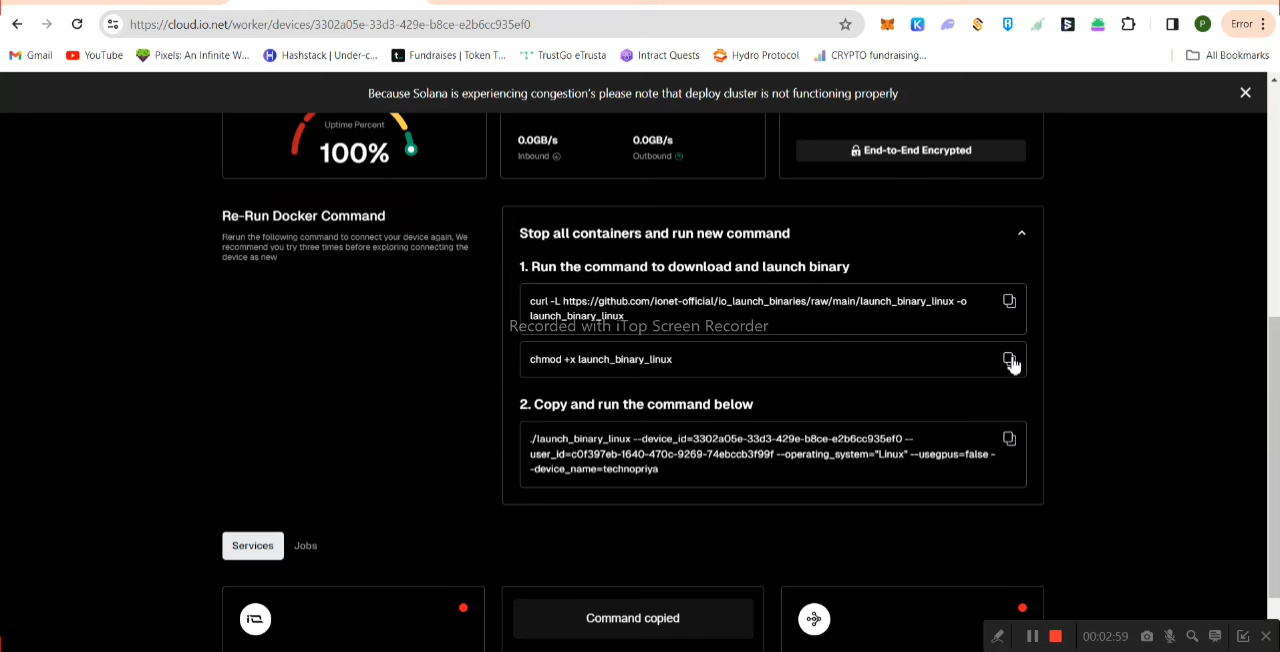 https://cloud.io.net/worker/devices/3302a05e-33d3-429e-b8ce-e2b6cc935ef0
P
Error
Gmail
YouTube
Pixels: An Infinite W...
Hashstack | Under-c...
Fundraises | Token T...
TrustGo eTrusta
Intract Quests
Hydro Protocol
CRYPTO fundraising...
All Bookmarks
Because Solana is experiencing congestion's please note that deploy cluster is not functioning properly
Uptime Percent
100%
0.0GB/s
Inbound
0.0GB/s
Outbound
End-to-End Encrypted
Re-Run Docker Command
Rerun the following command to connect your device again, We
recommend you try three times before exploring connecting the
device as new
Stop all containers and run new command
1. Run the command to download and launch binary
curl -L https://github.com/ionet-official/io_launch_binaries/raw/main/launch_binary_linux -o
launch_binary_linux
Recorded with iTop Screen Recorder
chmod +x launch_binary_linux
2. Copy and run the command below
./launch_binary_linux --device_id=3302a05e-33d3-429e-b8ce-e2b6cc935ef0 --
user_id=c0f397eb-1640-470c-9269-74ebccb3f99f --operating_system="Linux" --usegpus=false -
-device_name=technopriya
Services
Jobs
Command copied
00:02:59